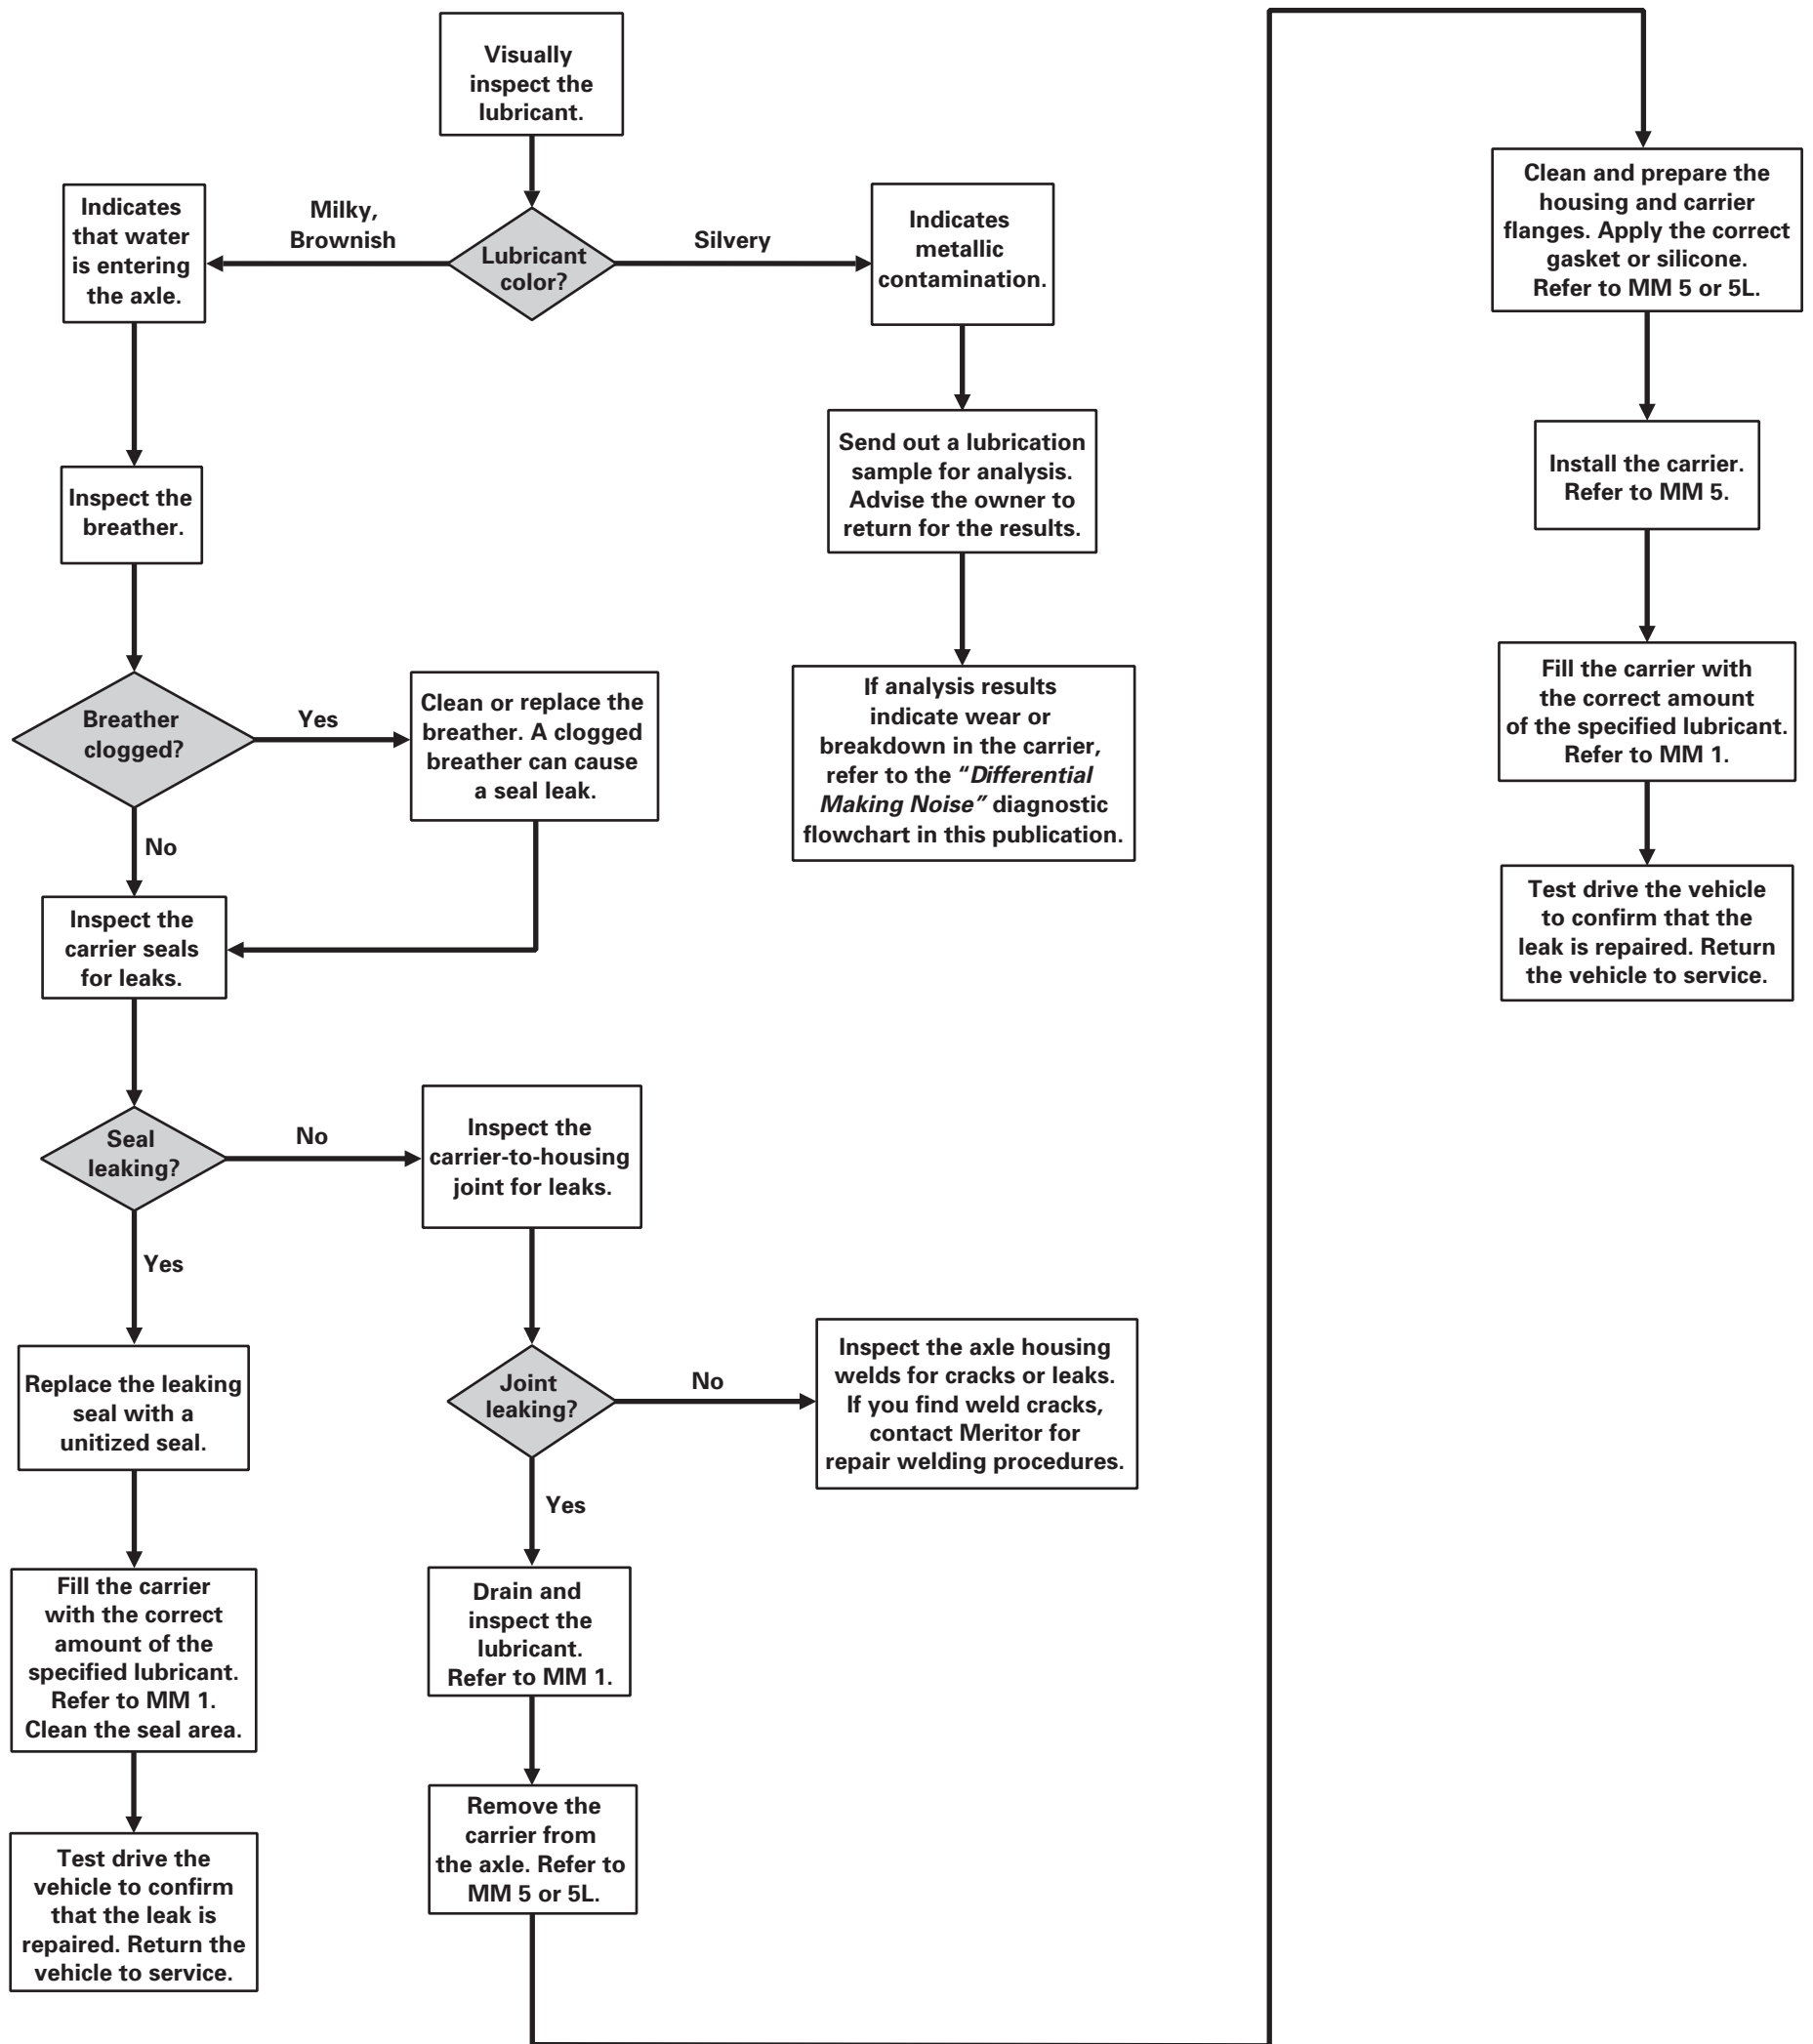 Visually
inspect the
lubricant.
Lubricant
color?
Milky,
Brownish
Silvery
Indicates
that water
is entering
the axle.
Indicates
metallic
contamination.
Inspect the
breather.
Send out a lubrication
sample for analysis.
Advise the owner to
return for the results.
Breather
clogged?
Yes
Clean or replace the
breather. A clogged
breather can cause
a seal leak.
No
If analysis results
indicate wear or
breakdown in the carrier,
refer to the “Differential
Making Noise” diagnostic
flowchart in this publication.
Inspect the
carrier seals
for leaks.
Seal
leaking?
No
Inspect the
carrier-to-housing
joint for leaks.
Yes
Replace the leaking
seal with a
unitized seal.
Joint
leaking?
No
Inspect the axle housing
welds for cracks or leaks.
If you find weld cracks,
contact Meritor for
repair welding procedures.
Yes
Fill the carrier
with the correct
amount of the
specified lubricant.
Refer to MM 1.
Clean the seal area.
Drain and
inspect the
lubricant.
Refer to MM 1.
Test drive the
vehicle to confirm
that the leak is
repaired. Return the
vehicle to service.
Remove the
carrier from
the axle. Refer to
MM 5 or 5L.
Clean and prepare the
housing and carrier
flanges. Apply the correct
gasket or silicone.
Refer to MM 5 or 5L.
Install the carrier.
Refer to MM 5.
Fill the carrier with
the correct amount
of the specified lubricant.
Refer to MM 1.
Test drive the vehicle
to confirm that the
leak is repaired. Return
the vehicle to service.